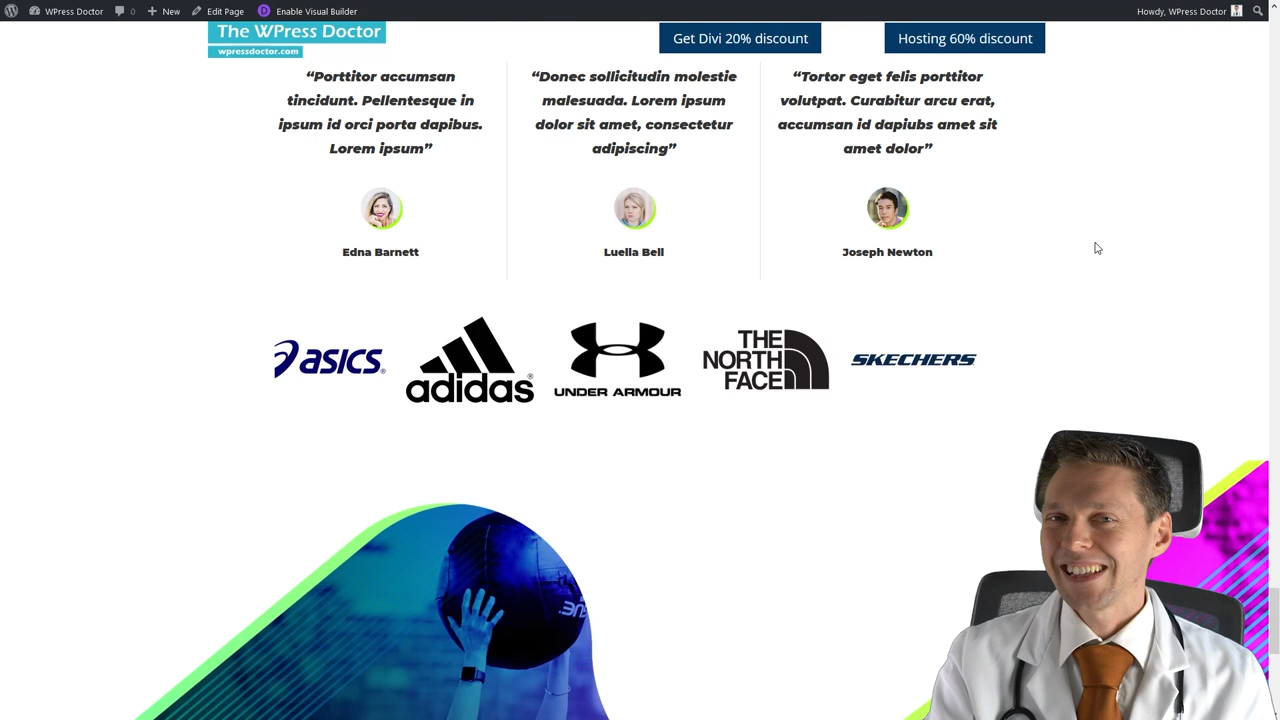 WPress Doctor
0
New
Edit Page
D
Enable Visual Builder
Howdy, WPress Doctor
The WPress Doctor
wpressdoctor.com
Get Divi 20% discount
Hosting 60% discount
“Porttitor accumsan
tincidunt. Pellentesque in
ipsum id orci porta dapibus.
Lorem ipsum”
Edna Barnett
“Donec sollicitudin molestie
malesuada. Lorem ipsum
dolor sit amet, consectetur
adipiscing”
Luella Bell
“Tortor eget felis porttitor
volutpat. Curabitur arcu erat,
accumsan id dapiubs amet sit
amet dolor”
Joseph Newton
asics®
adidas®
UNDER ARMOUR
THE
NORTH
FACE
SKECHERS